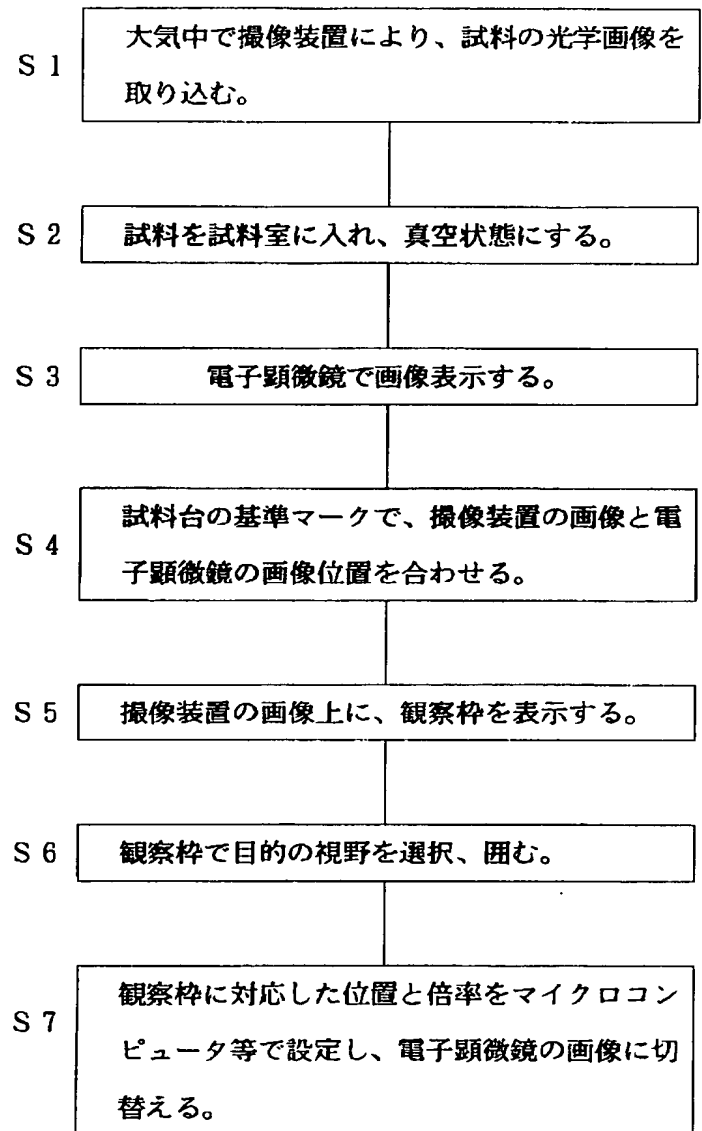 S 1
大気中で撮像装置により、試料の光学画像を
取り込む。
S 2
試料を試料室に入れ、真空状態にする。
S 3
電子顕微鏡で画像表示する。
S 4
試料台の基準マークで、撮像装置の画像と電
子顕微鏡の画像位置を合わせる。
S 5
撮像装置の画像上に、観察枠を表示する。
S 6
観察枠で目的の視野を選択、囲む。
S 7
観察枠に対応した位置と倍率をマイクロコン
ピュータ等で設定し、電子顕微鏡の画像に切
替える。